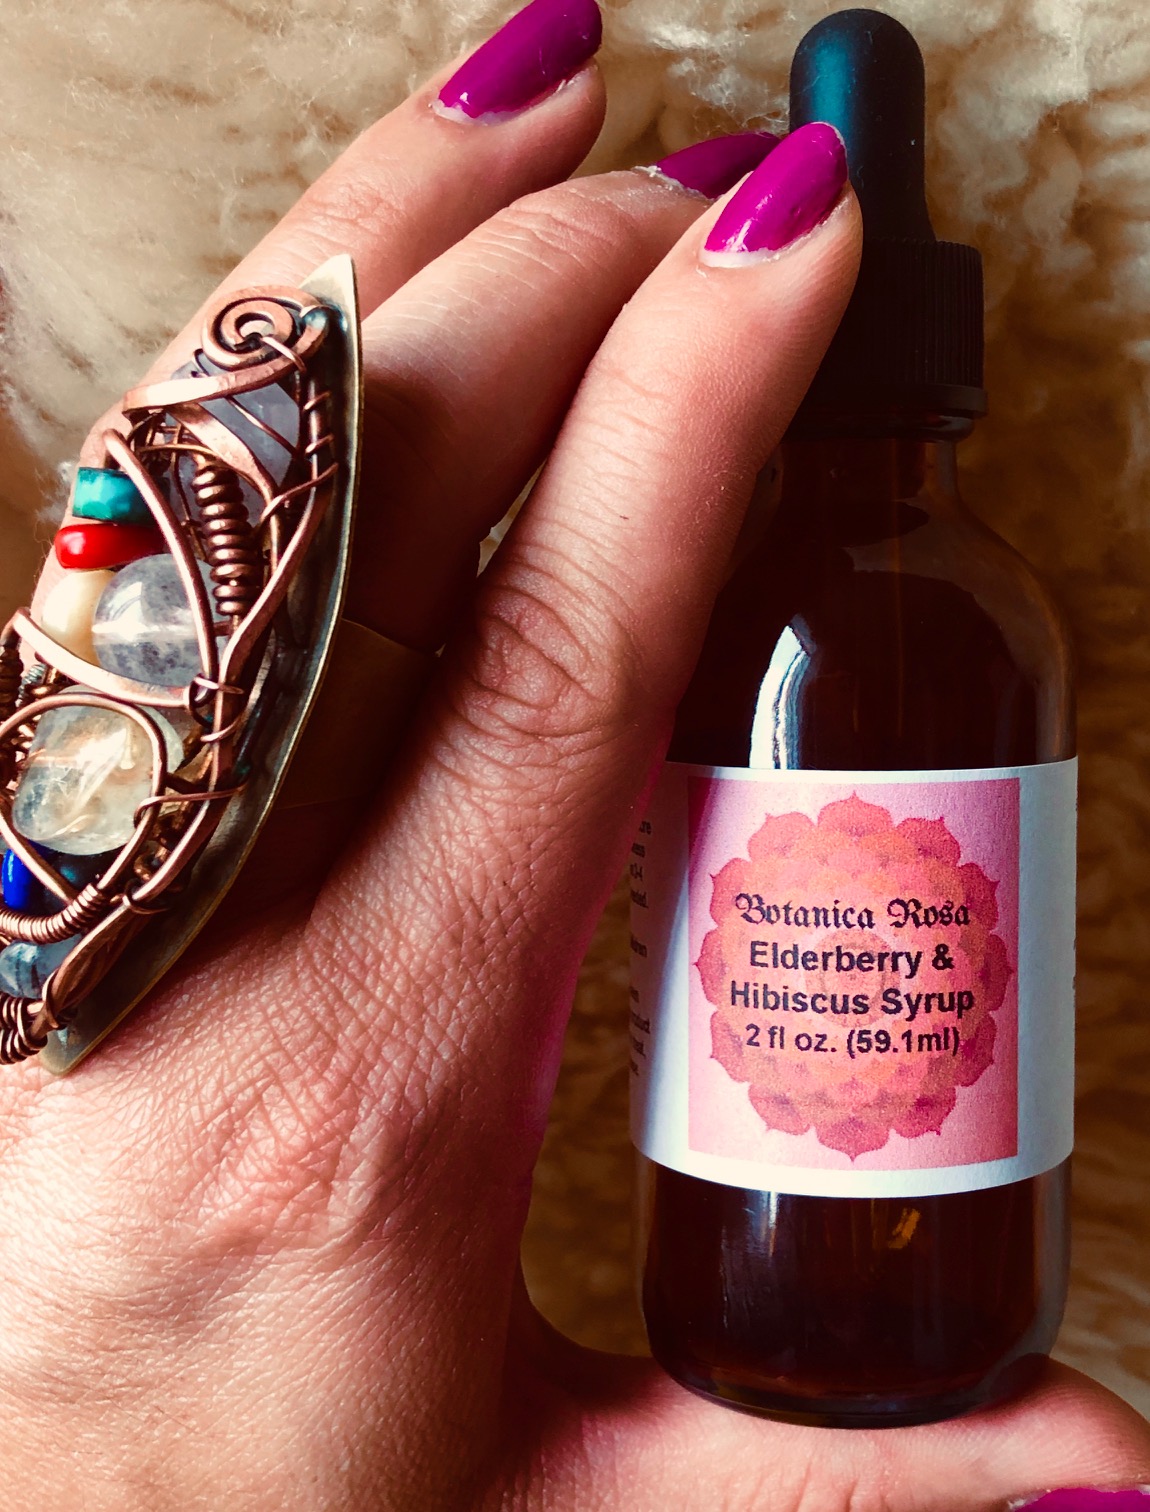 Botanica Rosa
Elderberry &
Hibiscus Syrup
2 fl oz. (59.1ml)